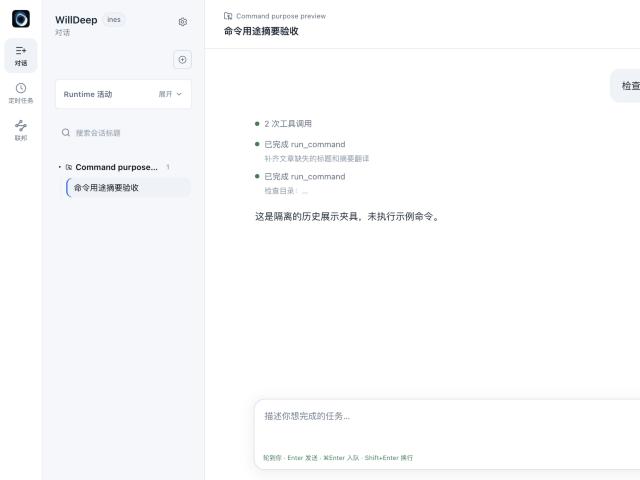 WillDeep ines
对话
对话
定时任务
联邦
Runtime 活动 展开
搜索会话标题
Command purpose... 1
命令用途摘要验收
Command purpose preview
命令用途摘要验收
检查
2 次工具调用
已完成 run_command
补齐文章缺失的标题和摘要翻译
已完成 run_command
检查目录: ...
这是隔离的历史展示夹具，未执行示例命令。
描述你想完成的任务...
轮到你 · Enter 发送 · ⌘Enter 入队 · Shift+Enter 换行